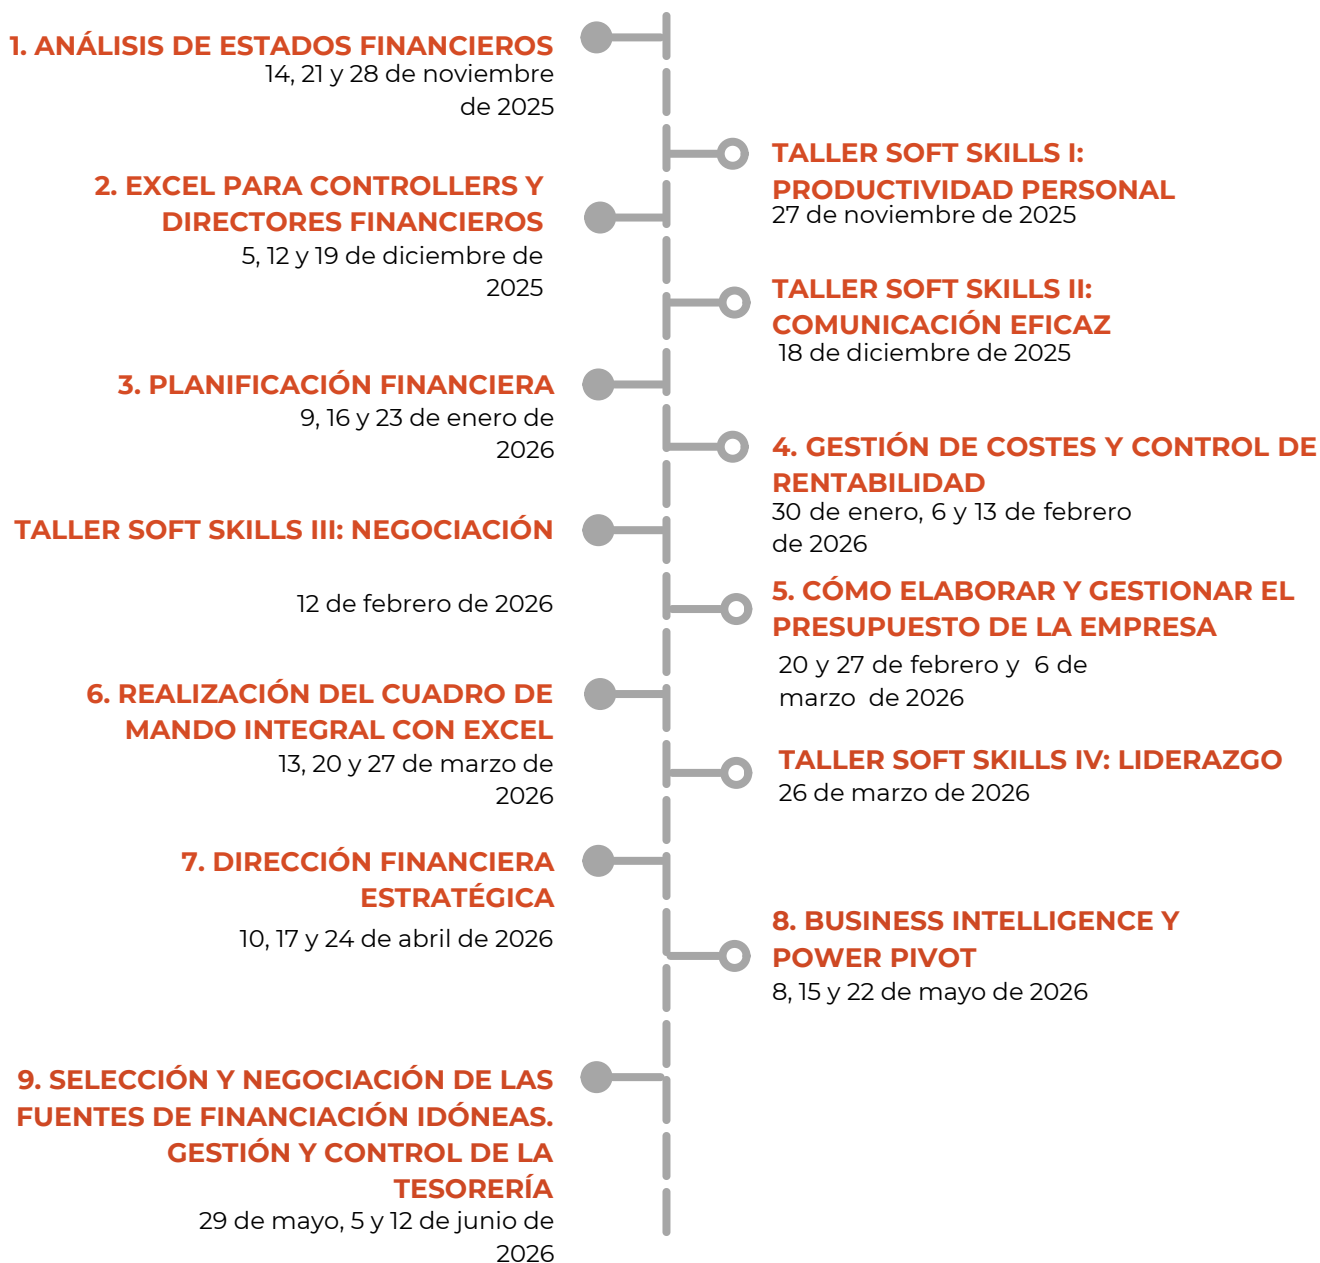 1. ANÁLISIS DE ESTADOS FINANCIEROS
14, 21 y 28 de noviembre
de 2025
TALLER SOFT SKILLS I:
PRODUCTIVIDAD PERSONAL
27 de noviembre de 2025
2. EXCEL PARA CONTROLLERS Y
DIRECTORES FINANCIEROS
5, 12 y 19 de diciembre de
2025
TALLER SOFT SKILLS II:
COMUNICACIÓN EFICAZ
18 de diciembre de 2025
3. PLANIFICACIÓN FINANCIERA
9, 16 y 23 de enero de
2026
4. GESTIÓN DE COSTES Y CONTROL DE
RENTABILIDAD
30 de enero, 6 y 13 de febrero
de 2026
TALLER SOFT SKILLS III: NEGOCIACIÓN
12 de febrero de 2026
5. CÓMO ELABORAR Y GESTIONAR EL
PRESUPUESTO DE LA EMPRESA
20 y 27 de febrero y 6 de
marzo de 2026
6. REALIZACIÓN DEL CUADRO DE
MANDO INTEGRAL CON EXCEL
13, 20 y 27 de marzo de
2026
TALLER SOFT SKILLS IV: LIDERAZGO
26 de marzo de 2026
7. DIRECCIÓN FINANCIERA
ESTRATÉGICA
10, 17 y 24 de abril de 2026
8. BUSINESS INTELLIGENCE Y
POWER PIVOT
8, 15 y 22 de mayo de 2026
9. SELECCIÓN Y NEGOCIACIÓN DE LAS
FUENTES DE FINANCIACIÓN IDÓNEAS.
GESTIÓN Y CONTROL DE LA
TESORERÍA
29 de mayo, 5 y 12 de junio de
2026